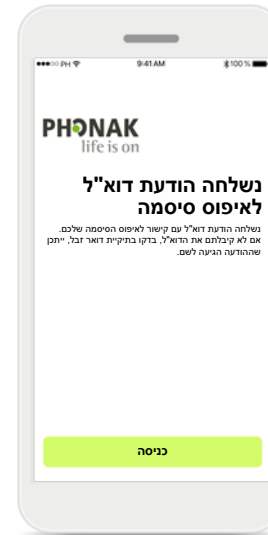 PH 9:41 AM 100 %
PHONAK
life is on
נשלחה הודעת דוא"ל
לאיפוס סיסמה
נשלחה הודעת דוא"ל עם קישור לאיפוס הסיסמה שלכם.
אם לא קיבלתם את הדוא"ל, בדקו בתיקיית דואר זבל, ייתכן
שההודעה הגיעה לשם.
כניסה